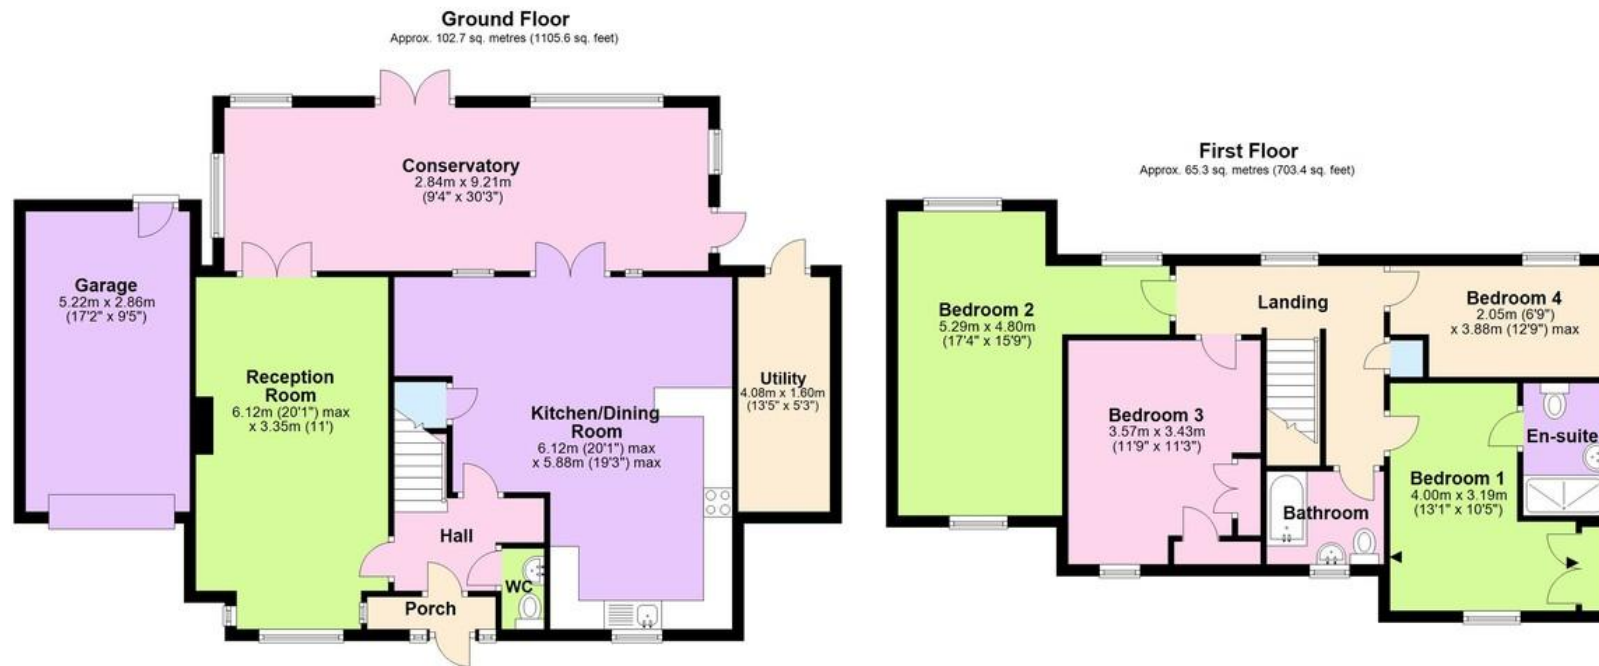 Ground Floor
Approx. 102.7 sq. metres (1105.6 sq. feet)
Conservatory
2.84m x 9.21m
(9'4" x 30'3")
Garage
5.22m x 2.86m
(17'2" x 9'5")
Reception
Room
6.12m (20'1") max
x 3.35m (11')
Kitchen/Dining
Room
6.12m (20'1") max
x 5.88m (19'3") max
Utility
4.08m x 1.60m
(13'5" x 5'3")
Hall
WC
Porch
First Floor
Approx. 65.3 sq. metres (703.4 sq. feet)
Bedroom 2
5.29m x 4.80m
(17'4" x 15'9")
Landing
Bedroom 4
2.05m (6'9")
x 3.88m (12'9") max
Bedroom 3
3.57m x 3.43m
(11'9" x 11'3")
En-suite
Bedroom 1
4.00m x 3.19m
(13'1" x 10'5")
Bathroom